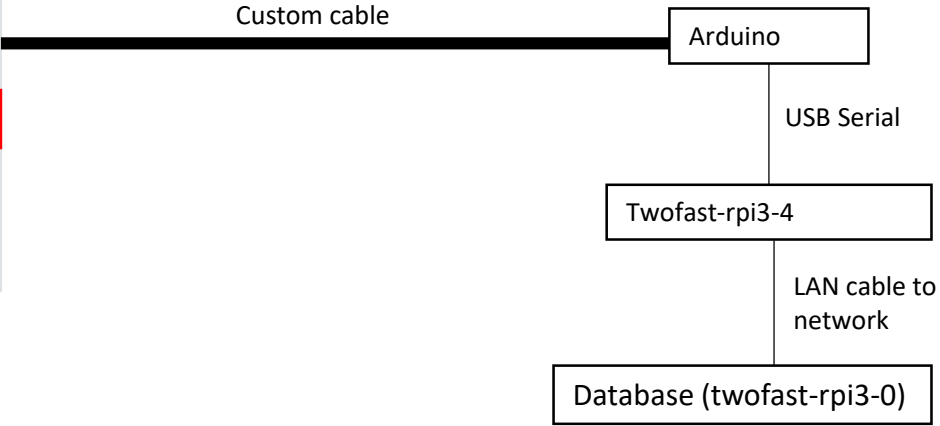 Custom cable
Arduino
USB Serial
Twofast-rpi3-4
LAN cable to
network
Database (twofast-rpi3-0)